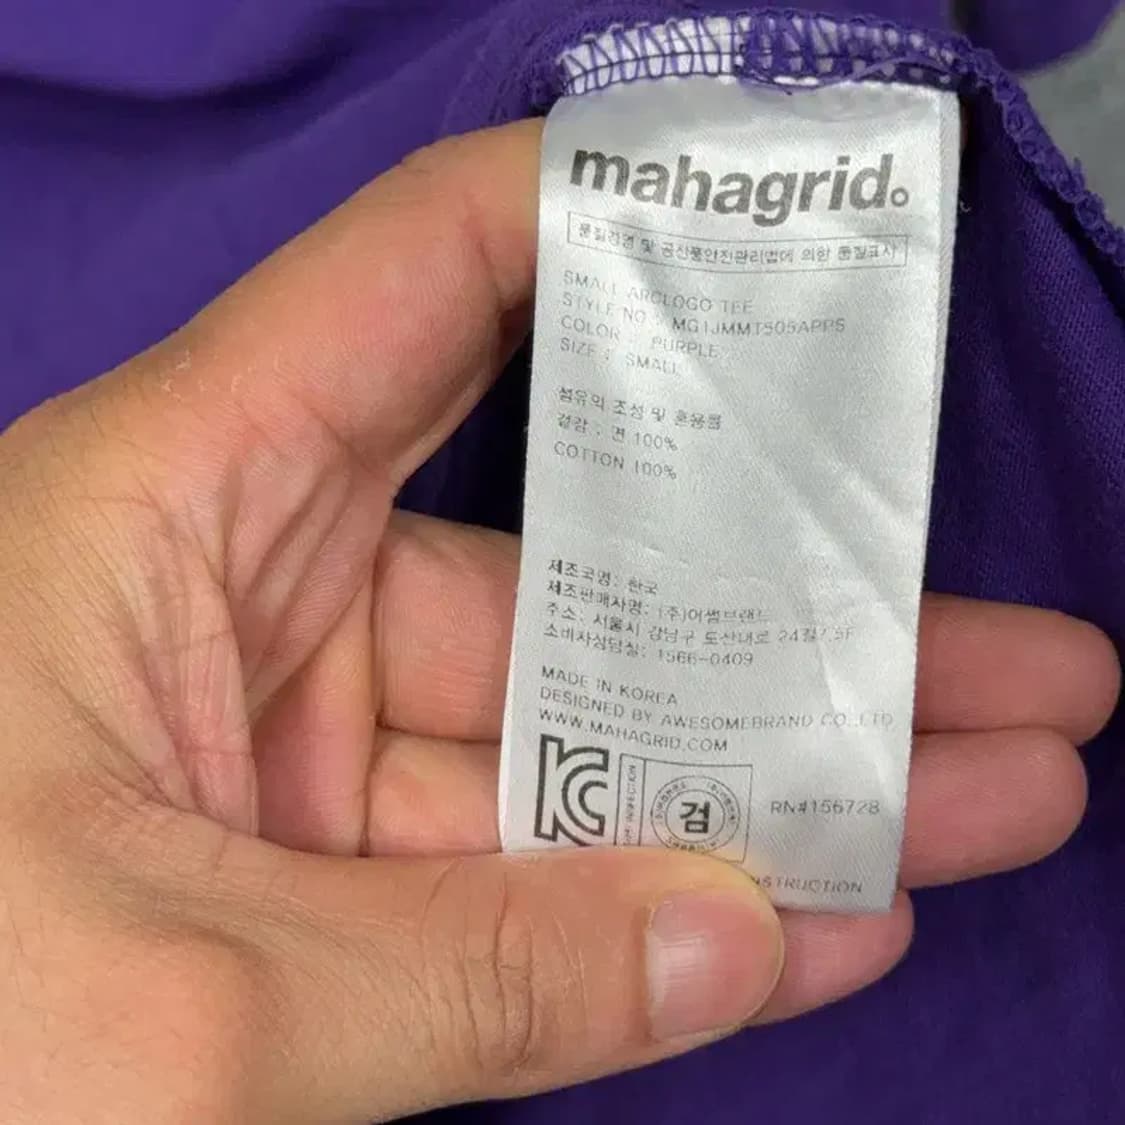 mahagrid.
품질경영 및 공산품안전관리법에 의한 품질표시
SMALL ARCLOGO TEE
STYLE NO : MG1JMMT505APPS
COLOR : PURPLE
SIZE : SMALL
섬유의 조성 및 혼용률
겉감 : 면 100%
COTTON 100%
제조국명: 한국
제조판매자명: (주)어썸브랜드
주소: 서울시 강남구 도산대로 24길
소비자상담실: 1566-0409
MADE IN KOREA
DESIGNED BY AWESOMEBRAND CO.,LTD
WWW.MAHAGRID.COM
KC
검
RN#156728